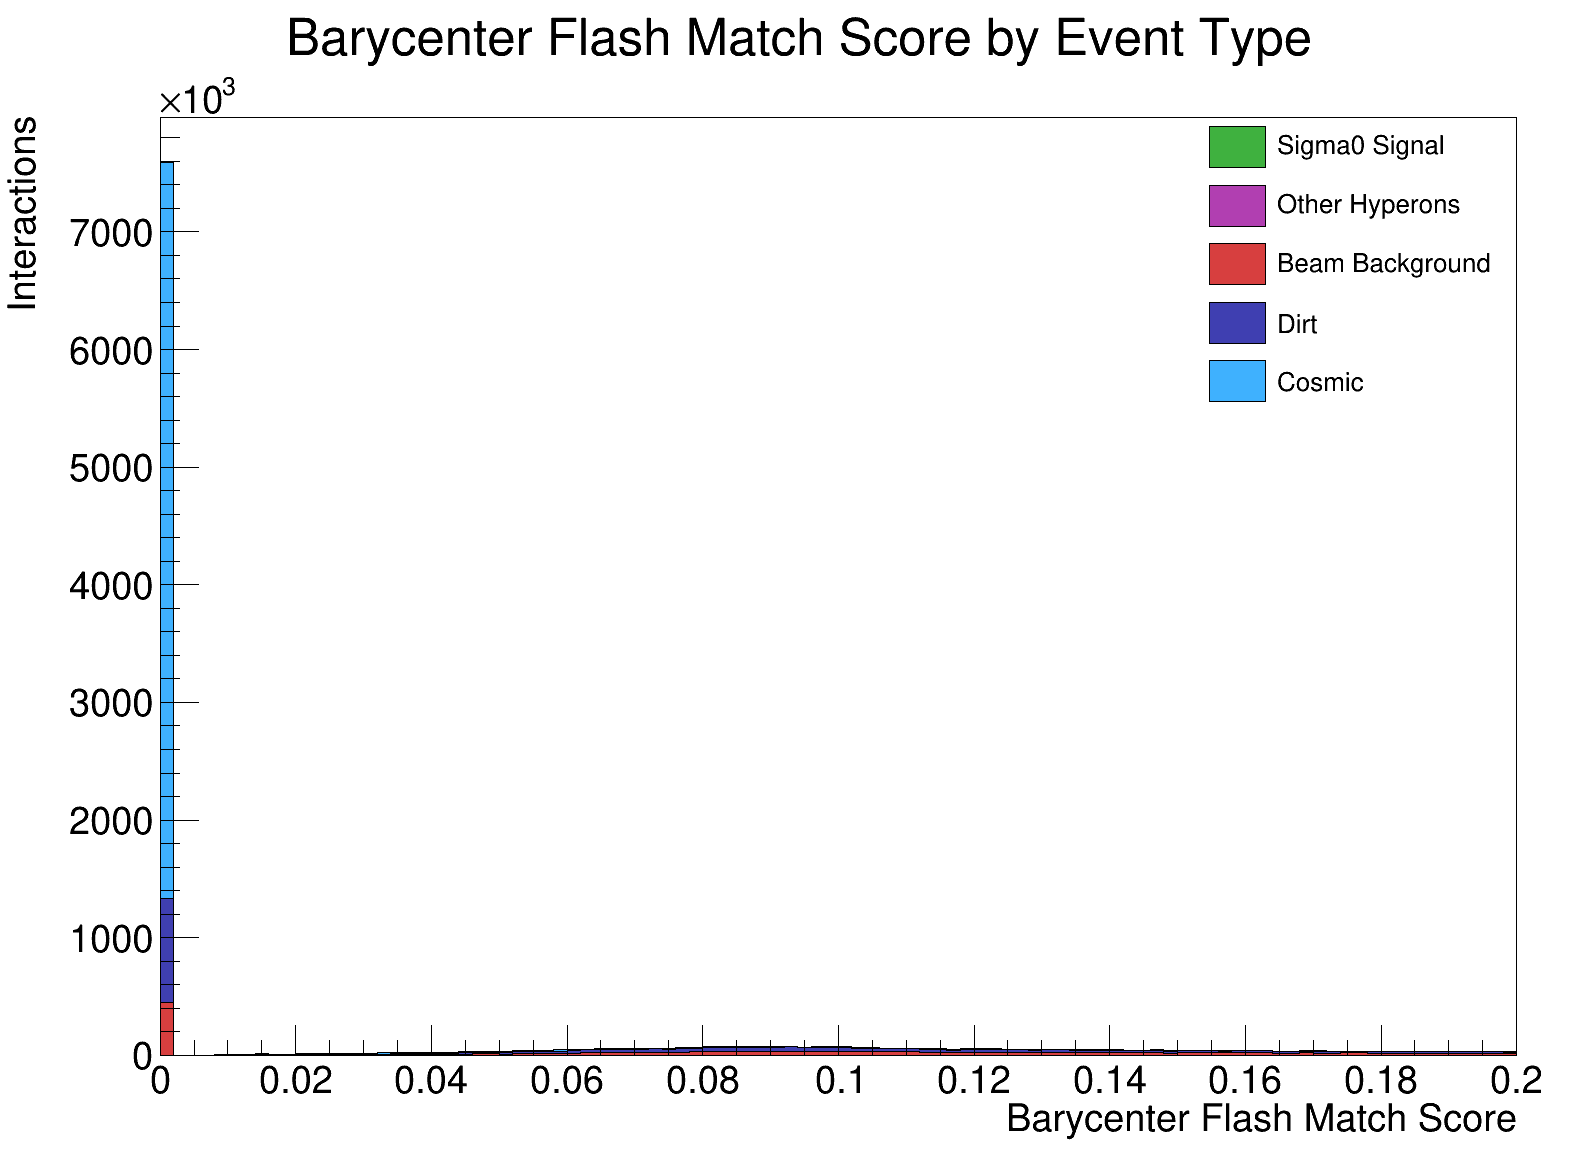 Barycenter Flash Match Score by Event Type
×10³
Interactions
Sigma0 Signal
Other Hyperons
Beam Background
Dirt
Cosmic
7000
6000
5000
4000
3000
2000
1000
0
0 0.02 0.04 0.06 0.08 0.1 0.12 0.14 0.16 0.18 0.2
Barycenter Flash Match Score